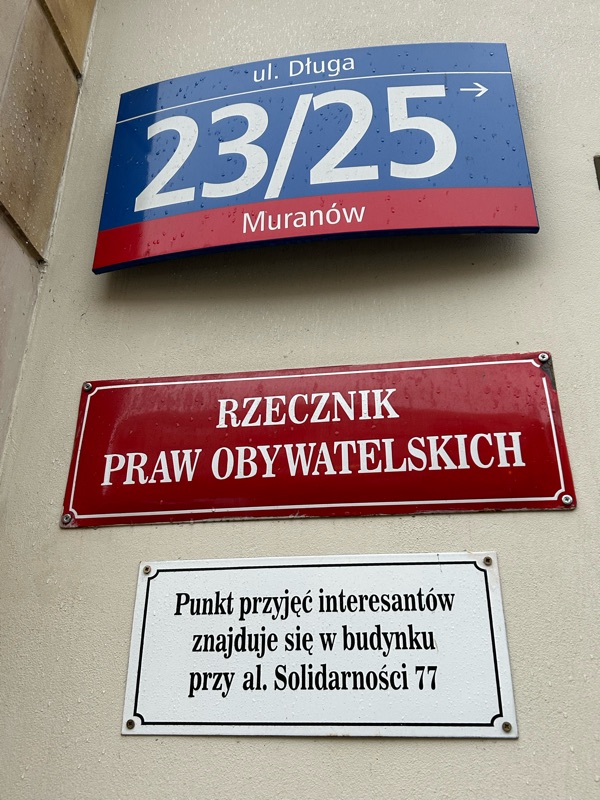 ul. Długa
23/25 →
Muranów
RZECZNIK
PRAW OBYWATELSKICH
Punkt przyjęć interesantów
znajduje się w budynku
przy al. Solidarności 77